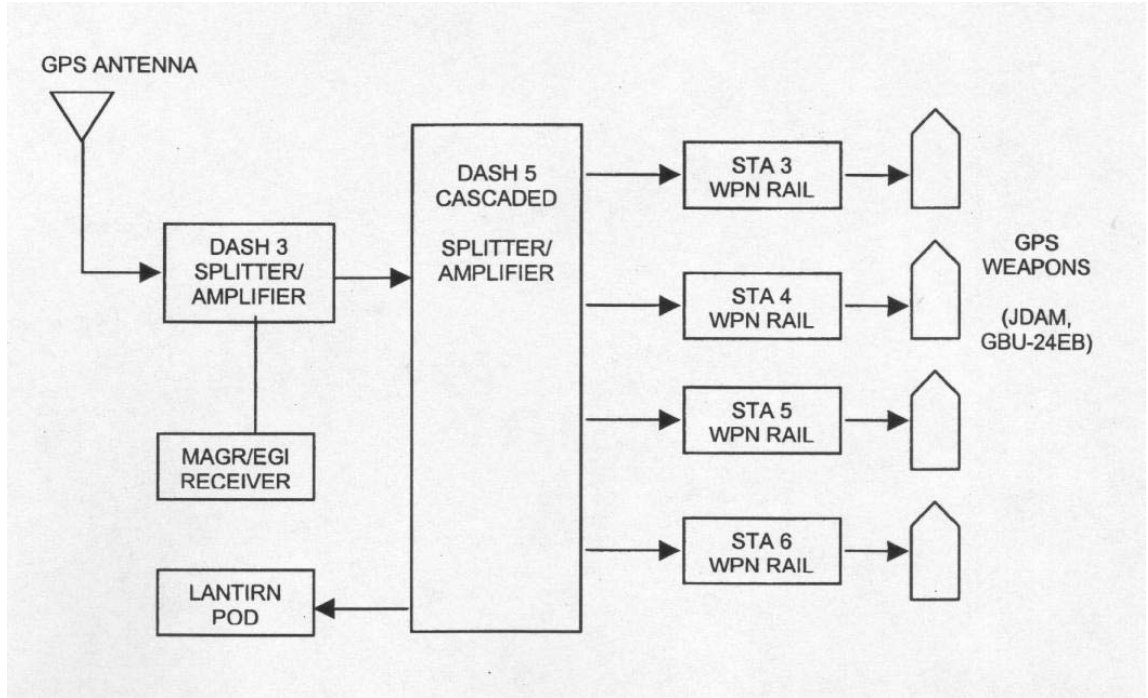 GPS ANTENNA
DASH 3
SPLITTER/
AMPLIFIER
MAGR/EGI
RECEIVER
LANTIRN
POD
DASH 5
CASCADED
SPLITTER/
AMPLIFIER
STA 3
WPN RAIL
STA 4
WPN RAIL
STA 5
WPN RAIL
STA 6
WPN RAIL
GPS
WEAPONS
(JDAM,
GBU-24EB)